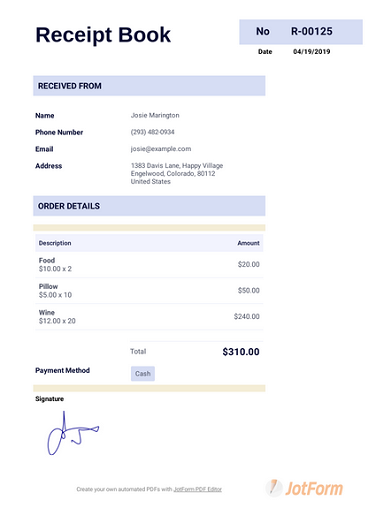 Receipt Book
No R-00125
Date 04/19/2019
RECEIVED FROM
Name Josie Marington
Phone Number (293) 482-0934
Email josie@example.com
Address 1383 Davis Lane, Happy Village
Engelwood, Colorado, 80112
United States
ORDER DETAILS
Description Amount
Food
$10.00 x 2 $20.00
Pillow
$5.00 x 10 $50.00
Wine
$12.00 x 20 $240.00
Total $310.00
Payment Method Cash
Signature
Create your own automated PDFs with JotForm PDF Editor
JotForm